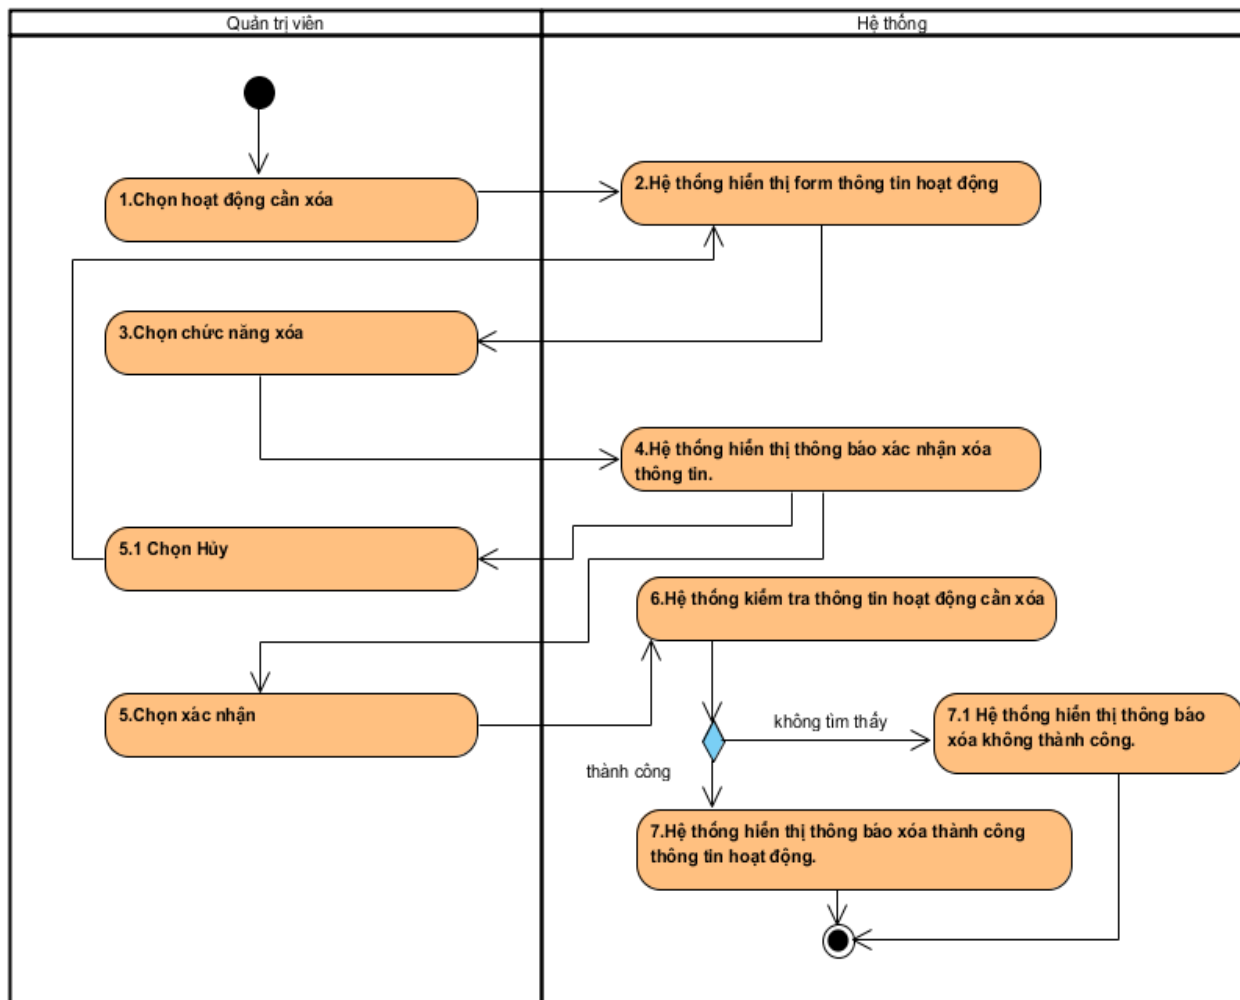 Quản trị viên
Hệ thống
1.Chọn hoạt động cần xóa
2.Hệ thống hiển thị form thông tin hoạt động
3.Chọn chức năng xóa
4.Hệ thống hiển thị thông báo xác nhận xóa
thông tin.
5.1 Chọn Hủy
6.Hệ thống kiểm tra thông tin hoạt động cần xóa
5.Chọn xác nhận
không tìm thấy
7.1 Hệ thống hiển thị thông báo
xóa không thành công.
thành công
7.Hệ thống hiển thị thông báo xóa thành công
thông tin hoạt động.